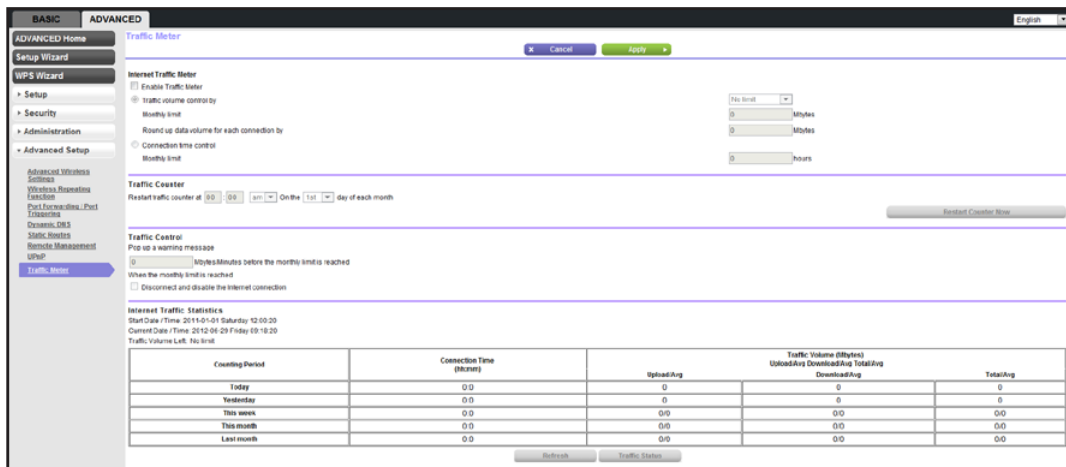 BASIC
ADVANCED
English
ADVANCED Home
Setup Wizard
WPS Wizard
Setup
Security
Administration
Advanced Setup
Advanced Wireless
Settings
Wireless Repeating
Function
Port Forwarding / Port
Triggering
Dynamic DNS
Static Routes
Remote Management
UPnP
Traffic Meter
Traffic Meter
X Cancel
Apply
Internet Traffic Meter
Enable Traffic Meter
Traffic volume control by
No limit
Monthly limit
0 Mbytes
Round up data volume for each connection by
0 Mbytes
Connection time control
Monthly limit
0 hours
Traffic Counter
Restart traffic counter at 00 : 00 am On the 1st day of each month
Restart Counter Now
Traffic Control
Pop up a warning message
0 Mbytes/Minutes before the monthly limit is reached
When the monthly limit is reached
Disconnect and disable the Internet connection
Internet Traffic Statistics
Start Date / Time: 2011-01-01 Saturday 12:00:20
Current Date / Time: 2012-06-29 Friday 09:18:20
Traffic Volume Left: No limit
Counting Period
Connection Time
(hh:mm)
Traffic Volume (Mbytes)
Upload/Avg Download/Avg Total/Avg
Upload/Avg Download/Avg Total/Avg
Today 0:0 0 0 0
Yesterday 0:0 0 0 0
This week 0:0 0/0 0/0 0/0
This month 0:0 0/0 0/0 0/0
Last month 0:0 0/0 0/0 0/0
Refresh
Traffic Status